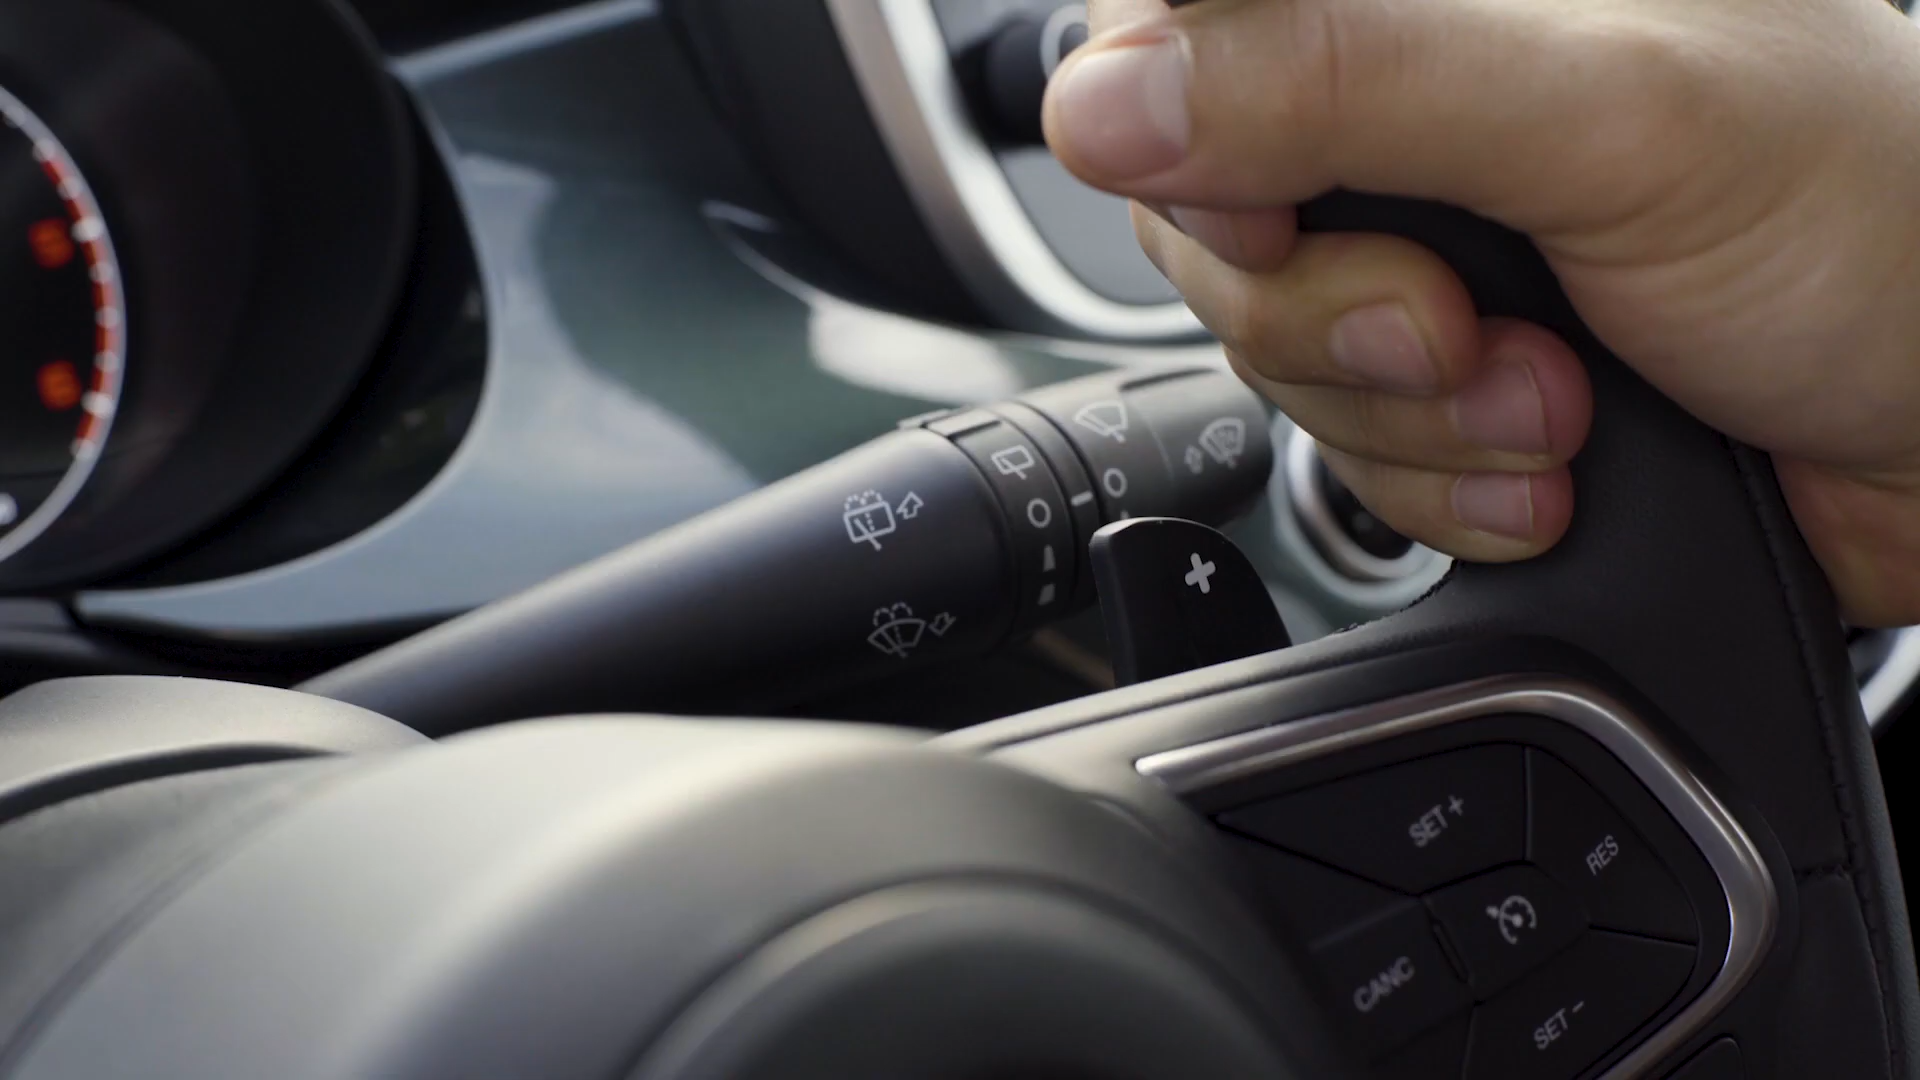 +
SET +
RES
CANC
SET -